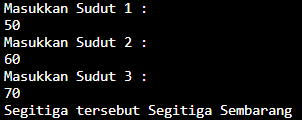 Masukkan Sudut 1 :
50
Masukkan Sudut 2 :
60
Masukkan Sudut 3 :
70
Segitiga tersebut Segitiga Sembarang